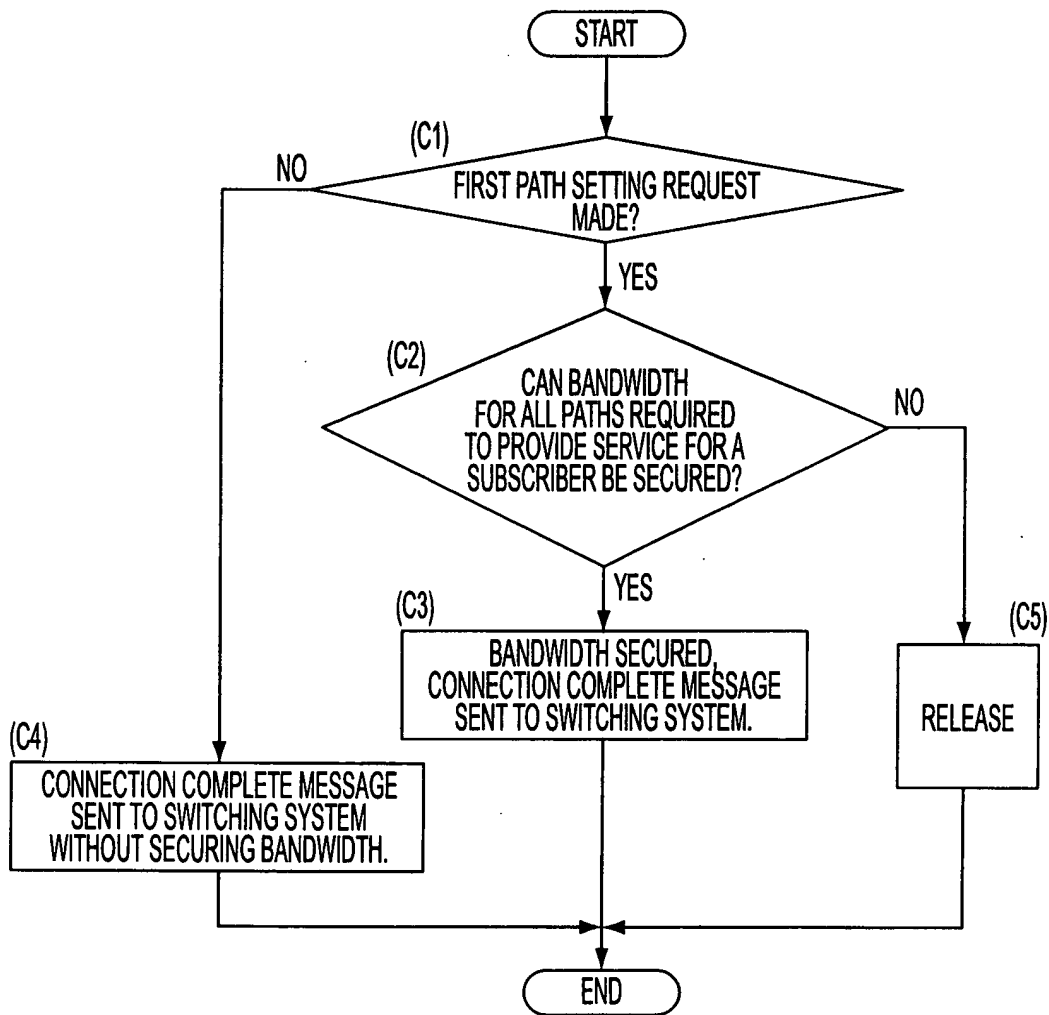 START
(C1)
NO
FIRST PATH SETTING REQUEST
MADE?
YES
(C2)
CAN BANDWIDTH
FOR ALL PATHS REQUIRED
TO PROVIDE SERVICE FOR A
SUBSCRIBER BE SECURED?
NO
YES
(C3)
BANDWIDTH SECURED,
CONNECTION COMPLETE MESSAGE
SENT TO SWITCHING SYSTEM.
(C5)
RELEASE
(C4)
CONNECTION COMPLETE MESSAGE
SENT TO SWITCHING SYSTEM
WITHOUT SECURING BANDWIDTH.
END